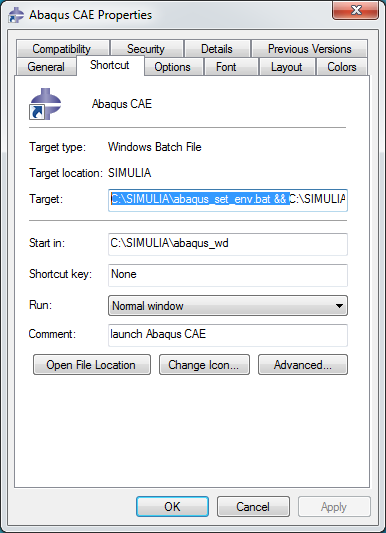 Abaqus CAE Properties
Compatibility Security Details Previous Versions
General Shortcut Options Font Layout Colors
Abaqus CAE
Target type: Windows Batch File
Target location: SIMULIA
Target: C:\SIMULIA\abaqus_set_env.bat && C:\SIMULIA
Start in: C:\SIMULIA\abaqus_wd
Shortcut key: None
Run: Normal window
Comment: launch Abaqus CAE
Open File Location Change Icon... Advanced...
OK Cancel Apply